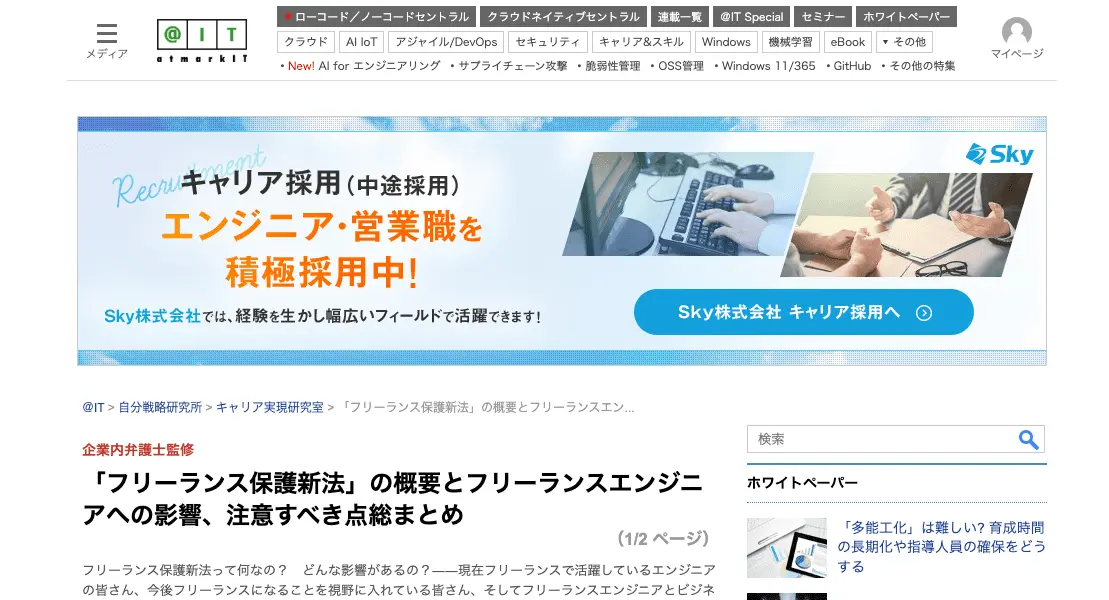 メディア
@IT
atmarkIT
ローコード／ノーコードセントラル クラウドネイティブセントラル 連載一覧 @IT Special セミナー ホワイトペーパー
クラウド AI IoT アジャイル/DevOps セキュリティ キャリア&スキル Windows 機械学習 eBook ▼ その他
・New! AI for エンジニアリング ・サプライチェーン攻撃 ・脆弱性管理 ・OSS管理 ・Windows 11/365 ・GitHub ・その他の特集
マイページ
Recruitment
キャリア採用（中途採用）
エンジニア・営業職を
積極採用中！
Sky株式会社では、経験を生かし幅広いフィールドで活躍できます！
Sky
Sky株式会社 キャリア採用へ
@IT > 自分戦略研究所 > キャリア実現研究室 > 「フリーランス保護新法」の概要とフリーランスエン...
企業内弁護士監修
「フリーランス保護新法」の概要とフリーランスエンジニ
アへの影響、注意すべき点総まとめ
（1/2 ページ）
フリーランス保護新法って何なの？　どんな影響があるの？――現在フリーランスで活躍しているエンジニア
の皆さん、今後フリーランスになることを視野に入れている皆さん、そしてフリーランスエンジニアとビジネ
検索
ホワイトペーパー
「多能工化」は難しい? 育成時間
の長期化や指導人員の確保をどう
する